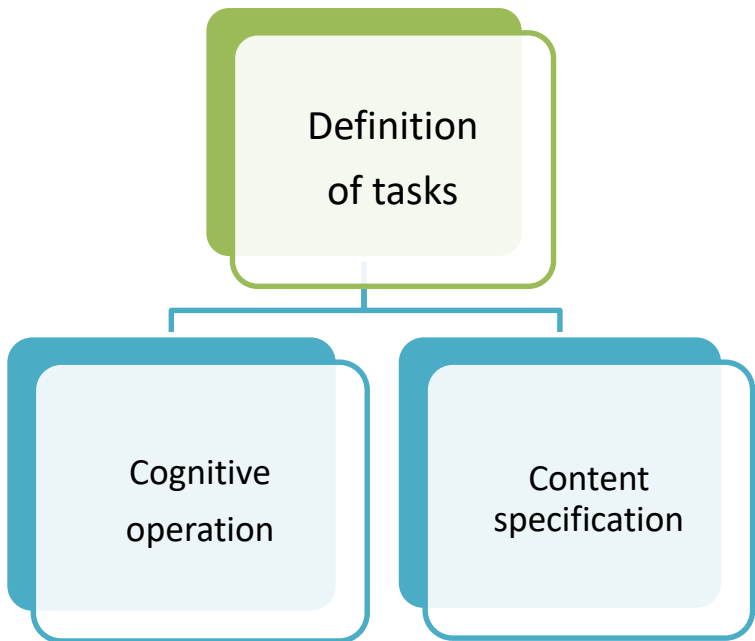 Definition
of tasks
Cognitive
operation
Content
specification